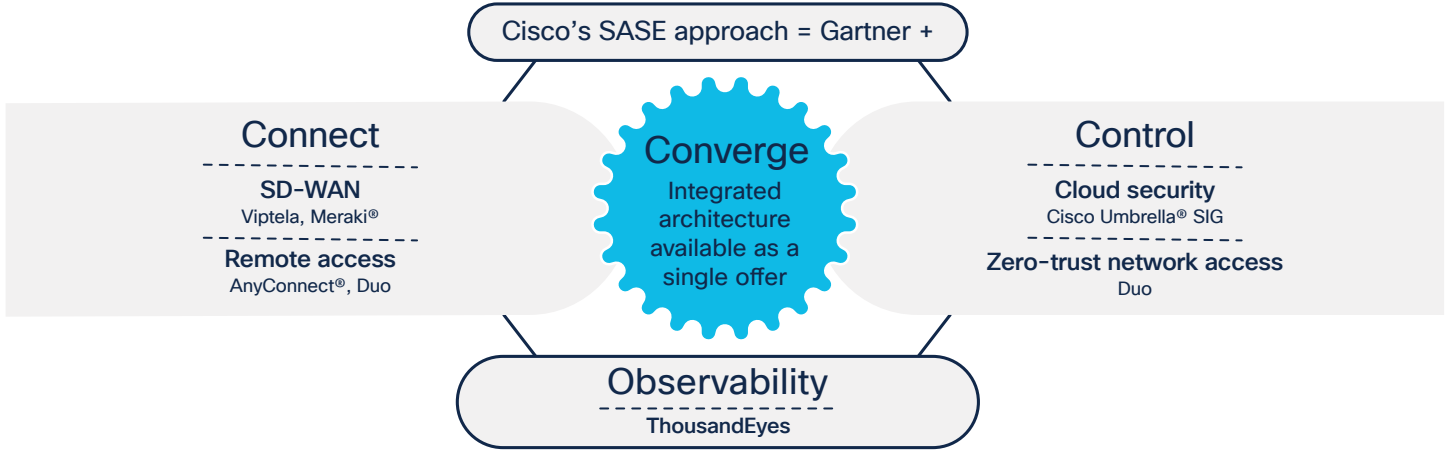 Cisco’s SASE approach = Gartner +
Connect
SD-WAN
Viptela, Meraki®
Remote access
AnyConnect®, Duo
Converge
Integrated
architecture
available as a
single offer
Control
Cloud security
Cisco Umbrella® SIG
Zero-trust network access
Duo
Observability
ThousandEyes